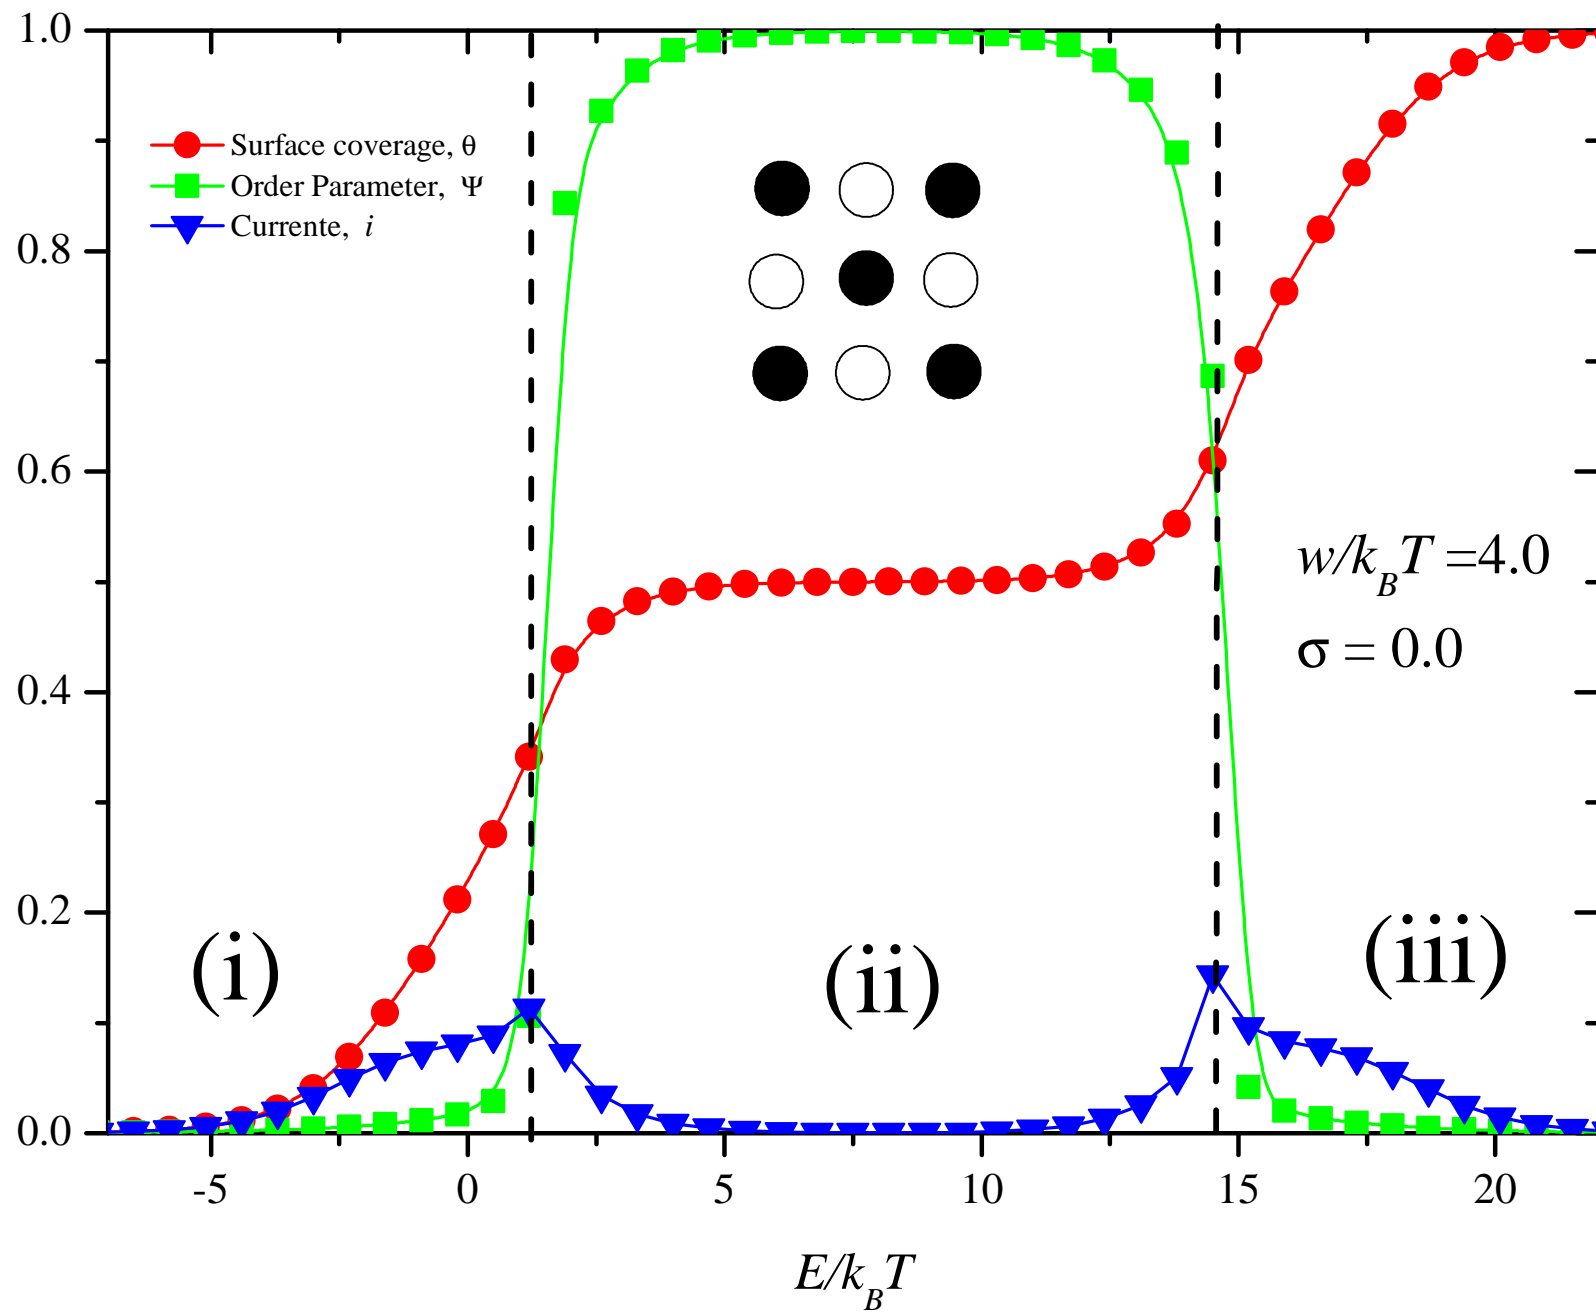 1.0
Surface coverage, θ
Order Parameter, Ψ
Currente, i
0.8
0.6
w/k_BT =4.0
σ = 0.0
0.4
0.2
(i)
(ii)
(iii)
0.0
-5 0 5 10 15 20
E/k_BT